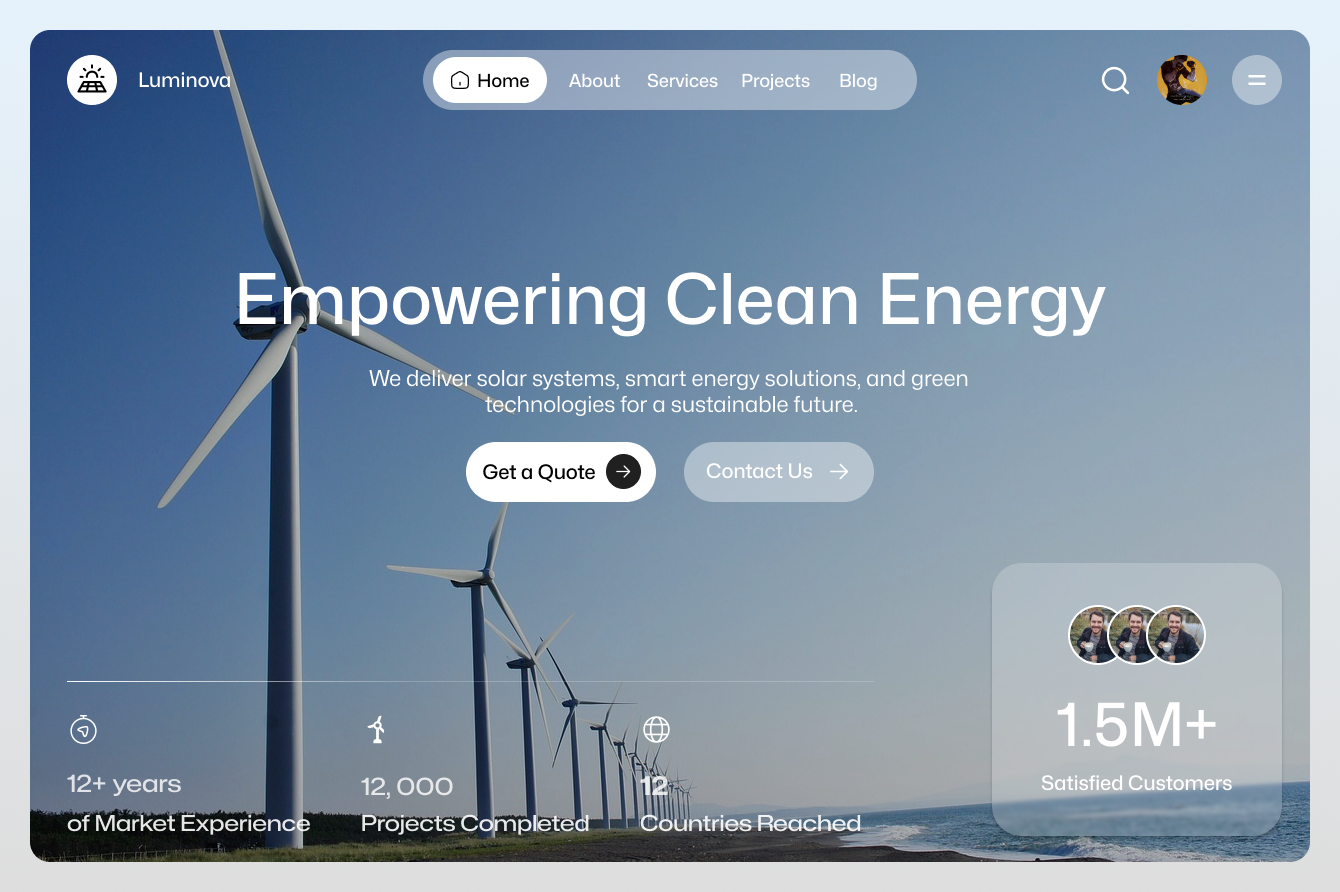 Luminova
Home
About
Services
Projects
Blog
Empowering Clean Energy
We deliver solar systems, smart energy solutions, and green
technologies for a sustainable future.
Get a Quote
Contact Us
1.5M+
Satisfied Customers
12+ years
of Market Experience
12, 000
Projects Completed
12
Countries Reached